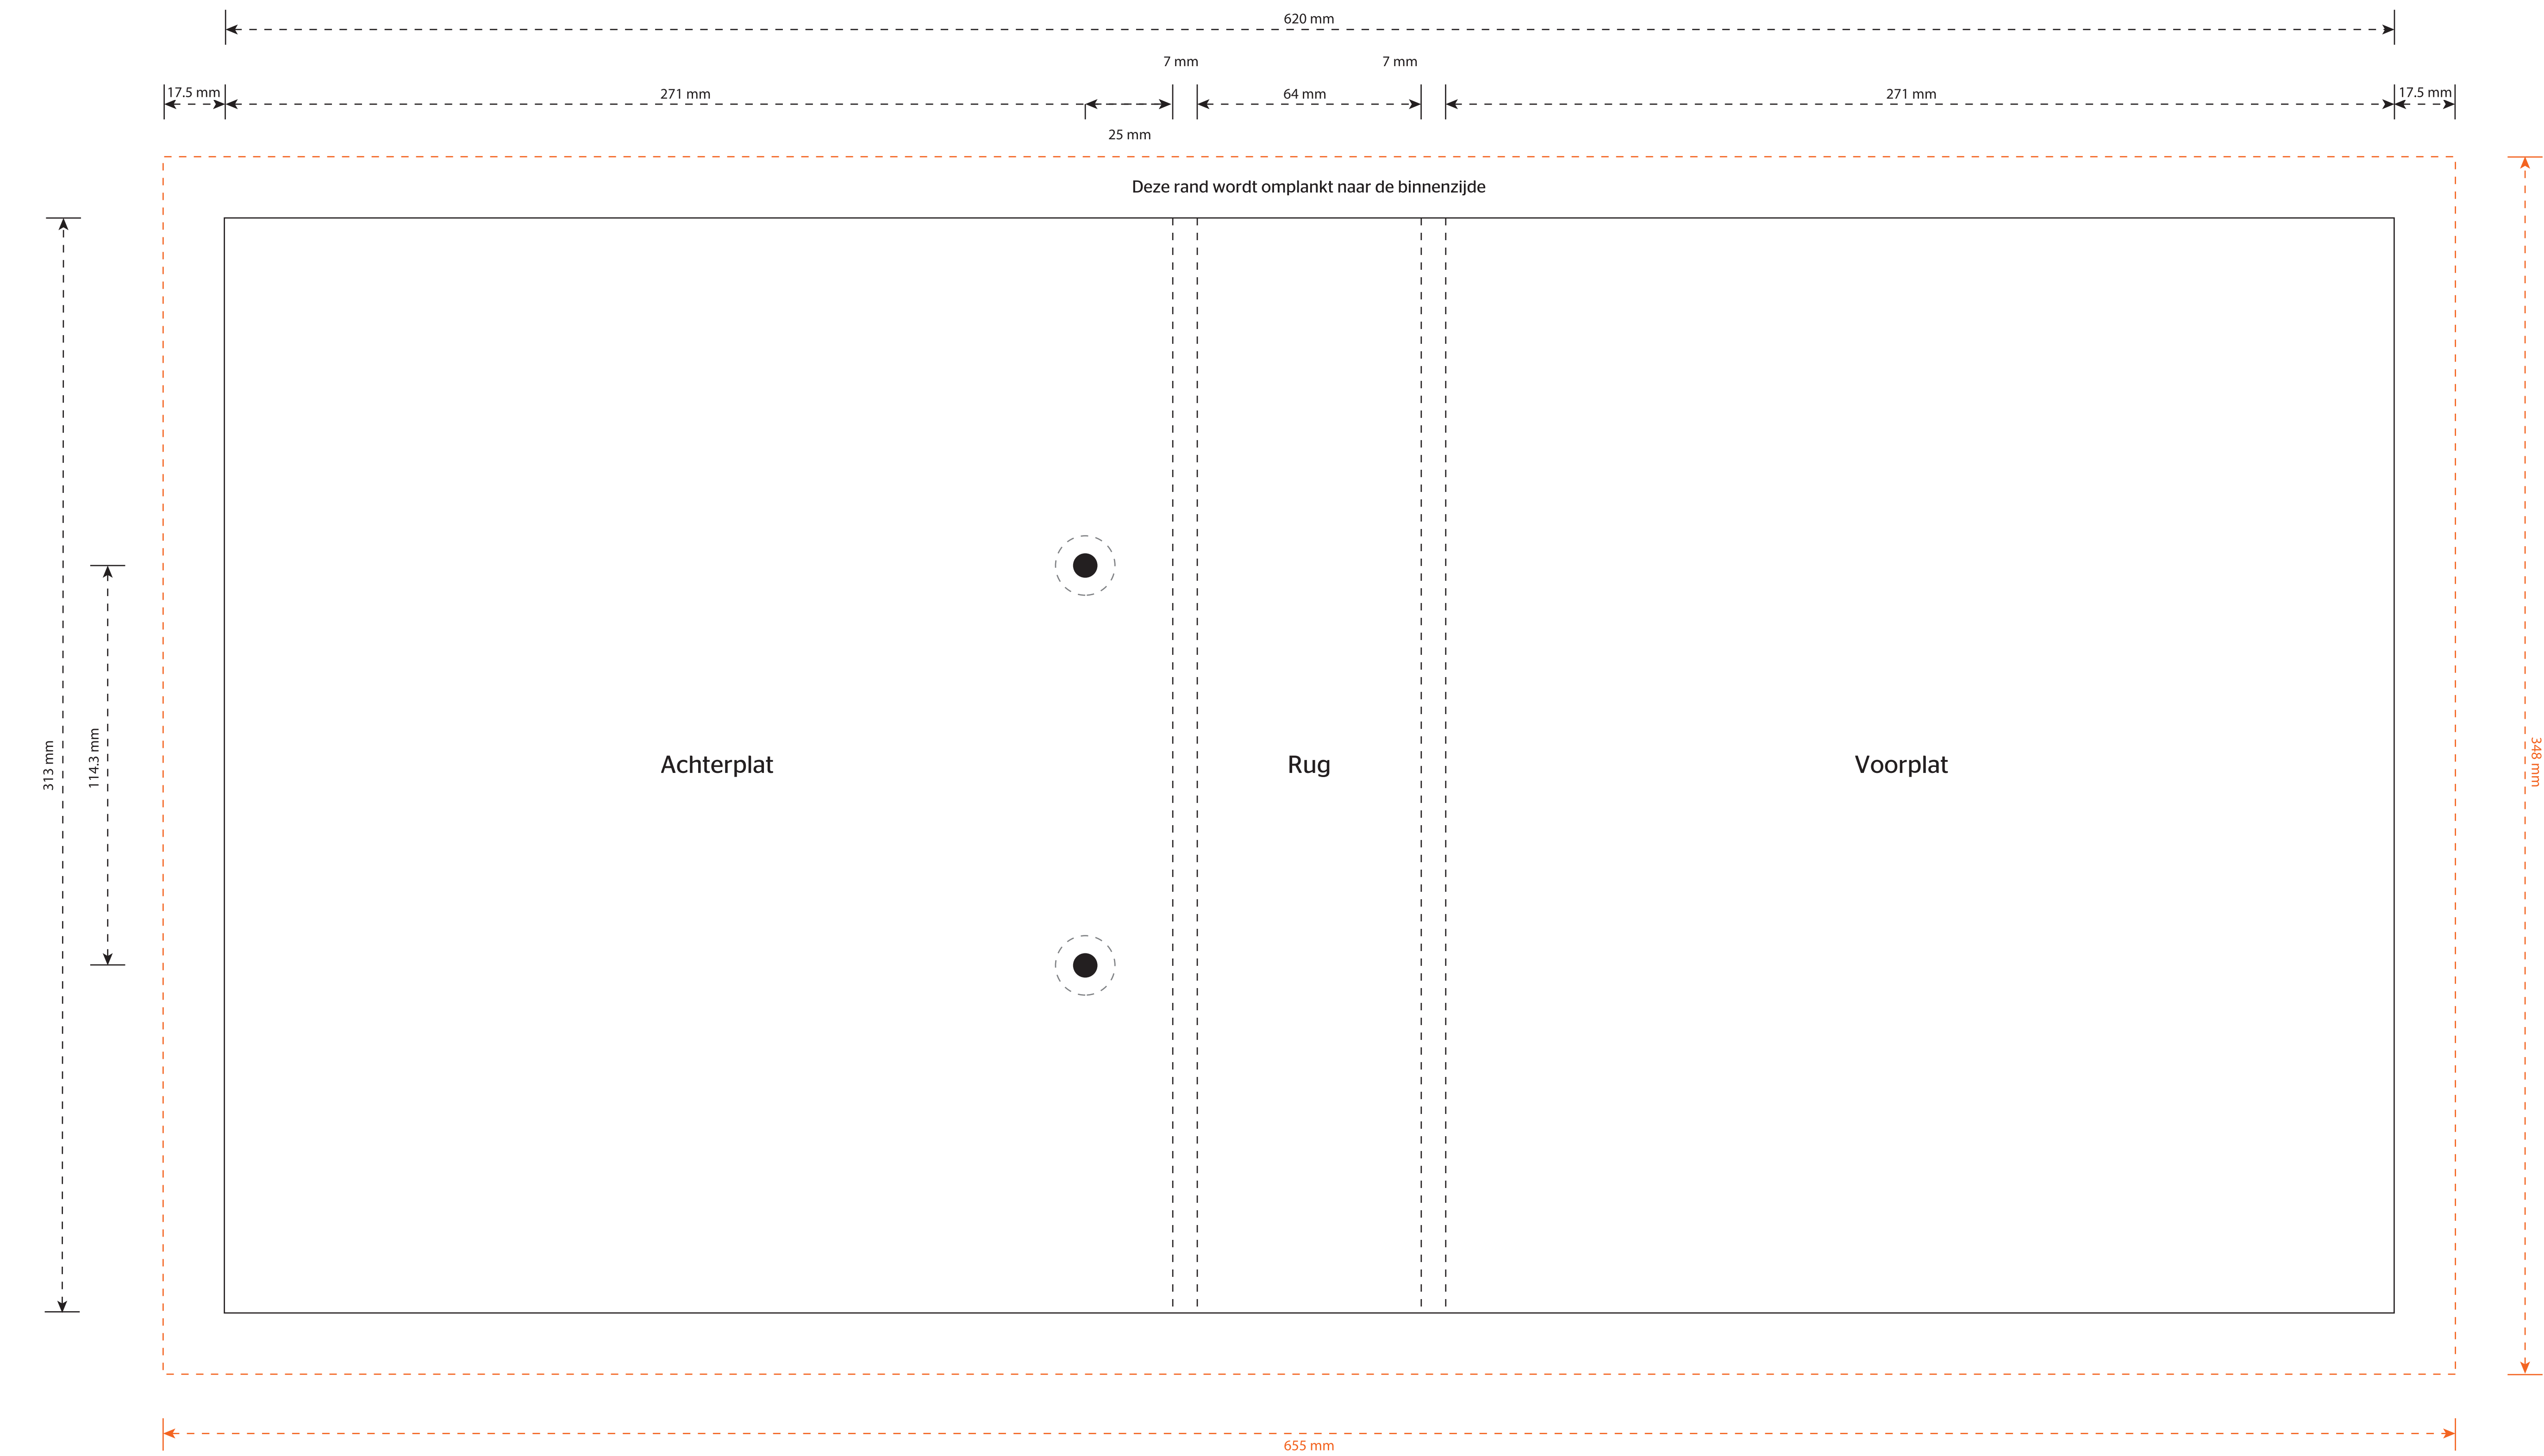 620 mm
7 mm
7 mm
17.5 mm
271 mm
64 mm
271 mm
17.5 mm
25 mm
Deze rand wordt omplankt naar de binnenzijde
313 mm
114.3 mm
Achterplat
Rug
Voorplat
348 mm
655 mm